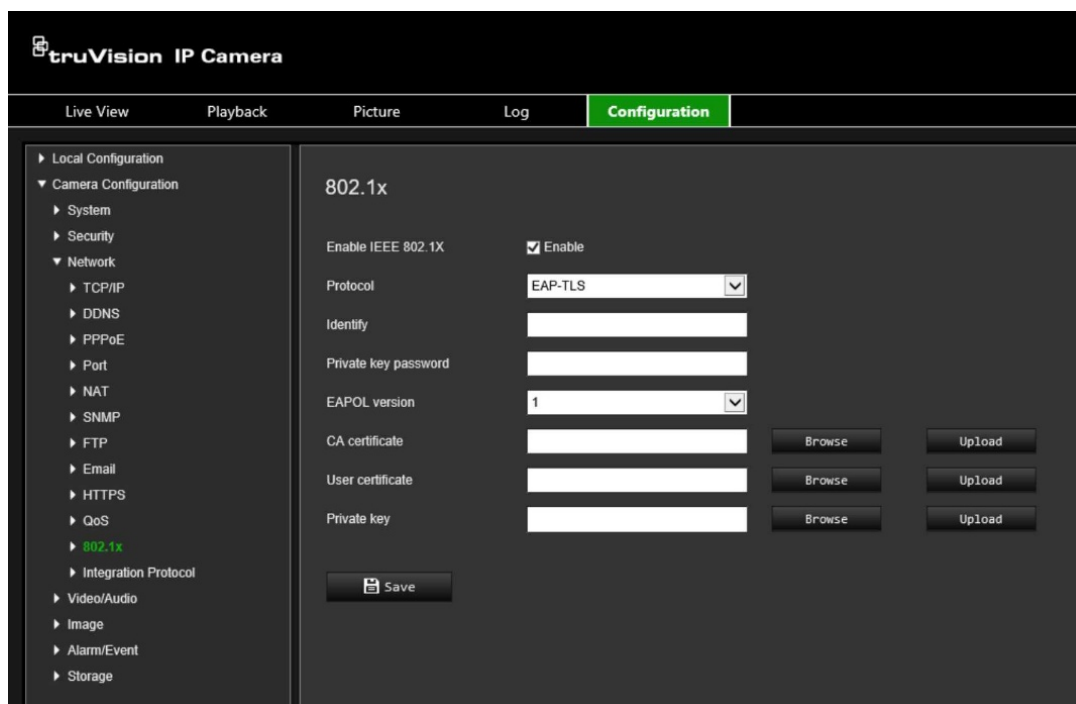 truVision IP Camera
Live View Playback Picture Log Configuration
Local Configuration
Camera Configuration
System
Security
Network
TCP/IP
DDNS
PPPoE
Port
NAT
SNMP
FTP
Email
HTTPS
QoS
802.1x
Integration Protocol
Video/Audio
Image
Alarm/Event
Storage
802.1x
Enable IEEE 802.1X Enable
Protocol EAP-TLS
Identify
Private key password
EAPOL version 1
CA certificate Browse Upload
User certificate Browse Upload
Private key Browse Upload
Save